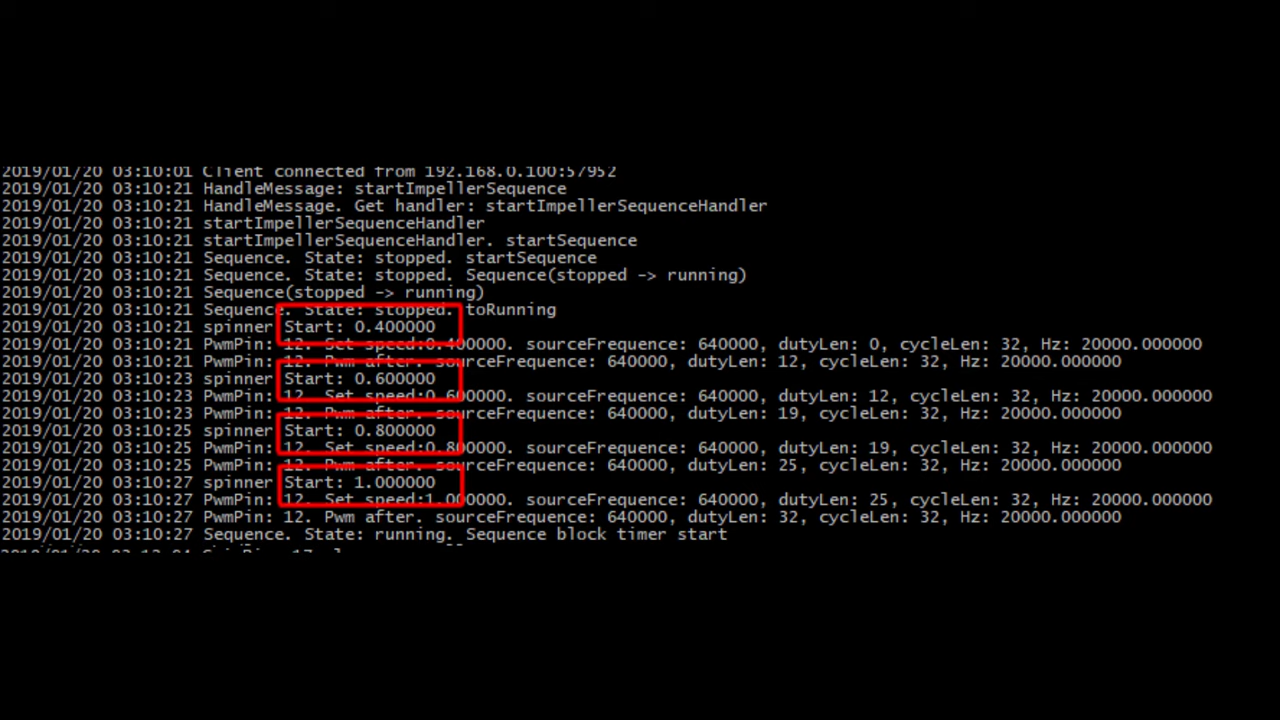 2019/01/20 03:10:01 Client connected from 192.168.0.100:57952
2019/01/20 03:10:21 HandleMessage: startImpellerSequence
2019/01/20 03:10:21 HandleMessage. Get handler: startImpellerSequenceHandler
2019/01/20 03:10:21 startImpellerSequenceHandler
2019/01/20 03:10:21 startImpellerSequenceHandler. startSequence
2019/01/20 03:10:21 Sequence. State: stopped. startSequence
2019/01/20 03:10:21 Sequence. State: stopped. Sequence(stopped -> running)
2019/01/20 03:10:21 Sequence(stopped -> running)
2019/01/20 03:10:21 Sequence. State: stopped. toRunning
2019/01/20 03:10:21 spinner Start: 0.400000
2019/01/20 03:10:21 PwmPin: 12. Set speed:0.400000. sourceFrequence: 640000, dutyLen: 0, cycleLen: 32, Hz: 20000.000000
2019/01/20 03:10:21 PwmPin: 12. Pwm after. sourceFrequence: 640000, dutyLen: 12, cycleLen: 32, Hz: 20000.000000
2019/01/20 03:10:23 spinner Start: 0.600000
2019/01/20 03:10:23 PwmPin: 12. Set speed:0.600000. sourceFrequence: 640000, dutyLen: 12, cycleLen: 32, Hz: 20000.000000
2019/01/20 03:10:23 PwmPin: 12. Pwm after. sourceFrequence: 640000, dutyLen: 19, cycleLen: 32, Hz: 20000.000000
2019/01/20 03:10:25 spinner Start: 0.800000
2019/01/20 03:10:25 PwmPin: 12. Set speed:0.800000. sourceFrequence: 640000, dutyLen: 19, cycleLen: 32, Hz: 20000.000000
2019/01/20 03:10:25 PwmPin: 12. Pwm after. sourceFrequence: 640000, dutyLen: 25, cycleLen: 32, Hz: 20000.000000
2019/01/20 03:10:27 spinner Start: 1.000000
2019/01/20 03:10:27 PwmPin: 12. Set speed:1.000000. sourceFrequence: 640000, dutyLen: 25, cycleLen: 32, Hz: 20000.000000
2019/01/20 03:10:27 PwmPin: 12. Pwm after. sourceFrequence: 640000, dutyLen: 32, cycleLen: 32, Hz: 20000.000000
2019/01/20 03:10:27 Sequence. State: running. Sequence block timer start